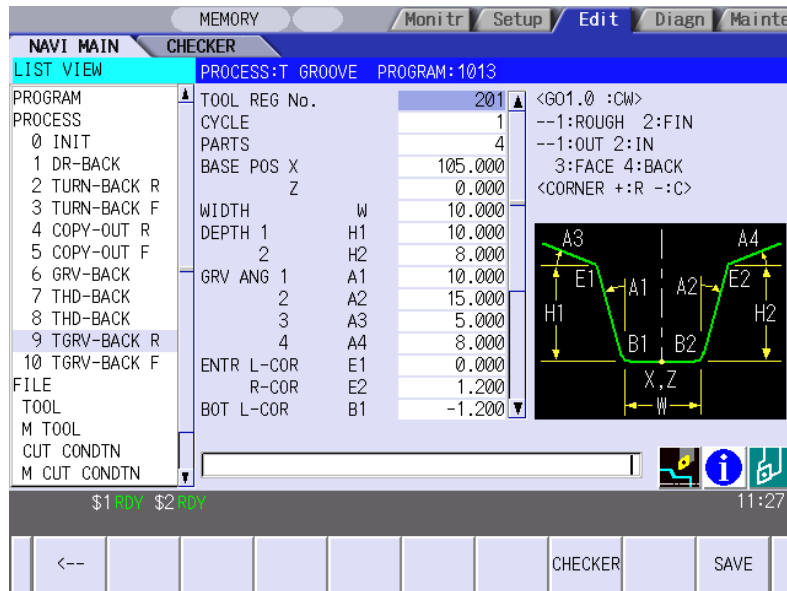 MEMORY
Monitr Setup Edit Diagn Mainte
NAVI MAIN CHECKER
LIST VIEW
PROCESS:T GROOVE PROGRAM:1013
PROGRAM
PROCESS
0 INIT
1 DR-BACK
2 TURN-BACK R
3 TURN-BACK F
4 COPY-OUT R
5 COPY-OUT F
6 GRV-BACK
7 THD-BACK
8 THD-BACK
9 TGRV-BACK R
10 TGRV-BACK F
FILE
TOOL
M TOOL
CUT CONDTN
M CUT CONDTN
TOOL REG No. 201
CYCLE 1
PARTS 4
BASE POS X 105.000
Z 0.000
WIDTH W 10.000
DEPTH 1 H1 10.000
2 H2 8.000
GRV ANG 1 A1 10.000
2 A2 15.000
3 A3 5.000
4 A4 8.000
ENTR L-COR E1 0.000
R-COR E2 1.200
BOT L-COR B1 -1.200
<GO1.0 :CW>
--1:ROUGH 2:FIN
--1:OUT 2:IN
3:FACE 4:BACK
<CORNER +:R -:C>
A3 A4
E1 A1 A2 E2
H1 H2
B1 B2
X,Z
W
i
$1 RDY $2 RDY
11:27
<-- CHECKER SAVE